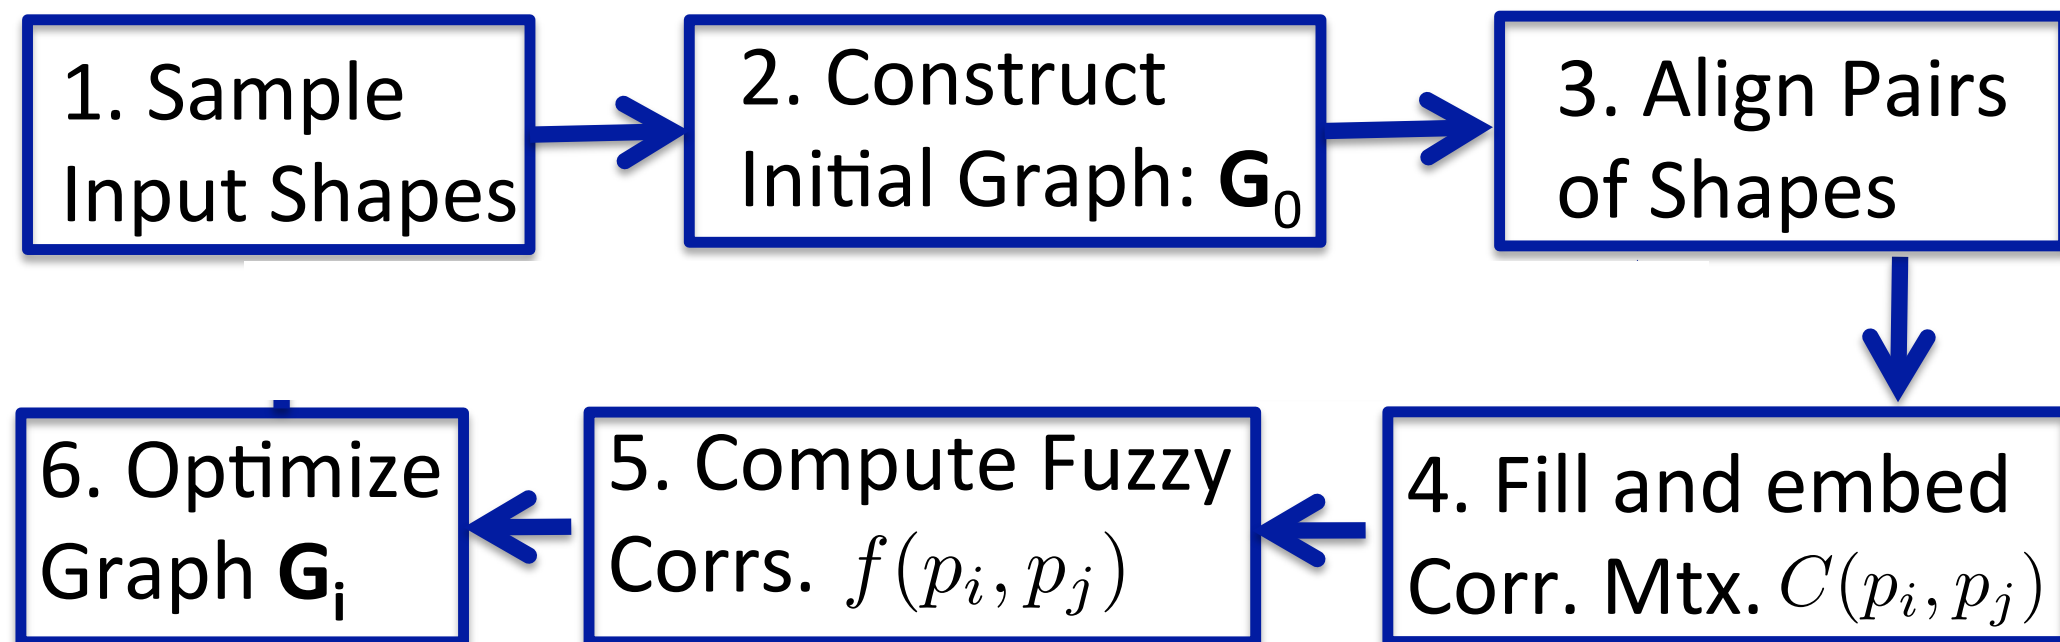 1. Sample
Input Shapes
2. Construct
Initial Graph: G₀
3. Align Pairs
of Shapes
4. Fill and embed
Corr. Mtx. C(pᵢ, pⱼ)
5. Compute Fuzzy
Corrs. f(pᵢ, pⱼ)
6. Optimize
Graph Gᵢ